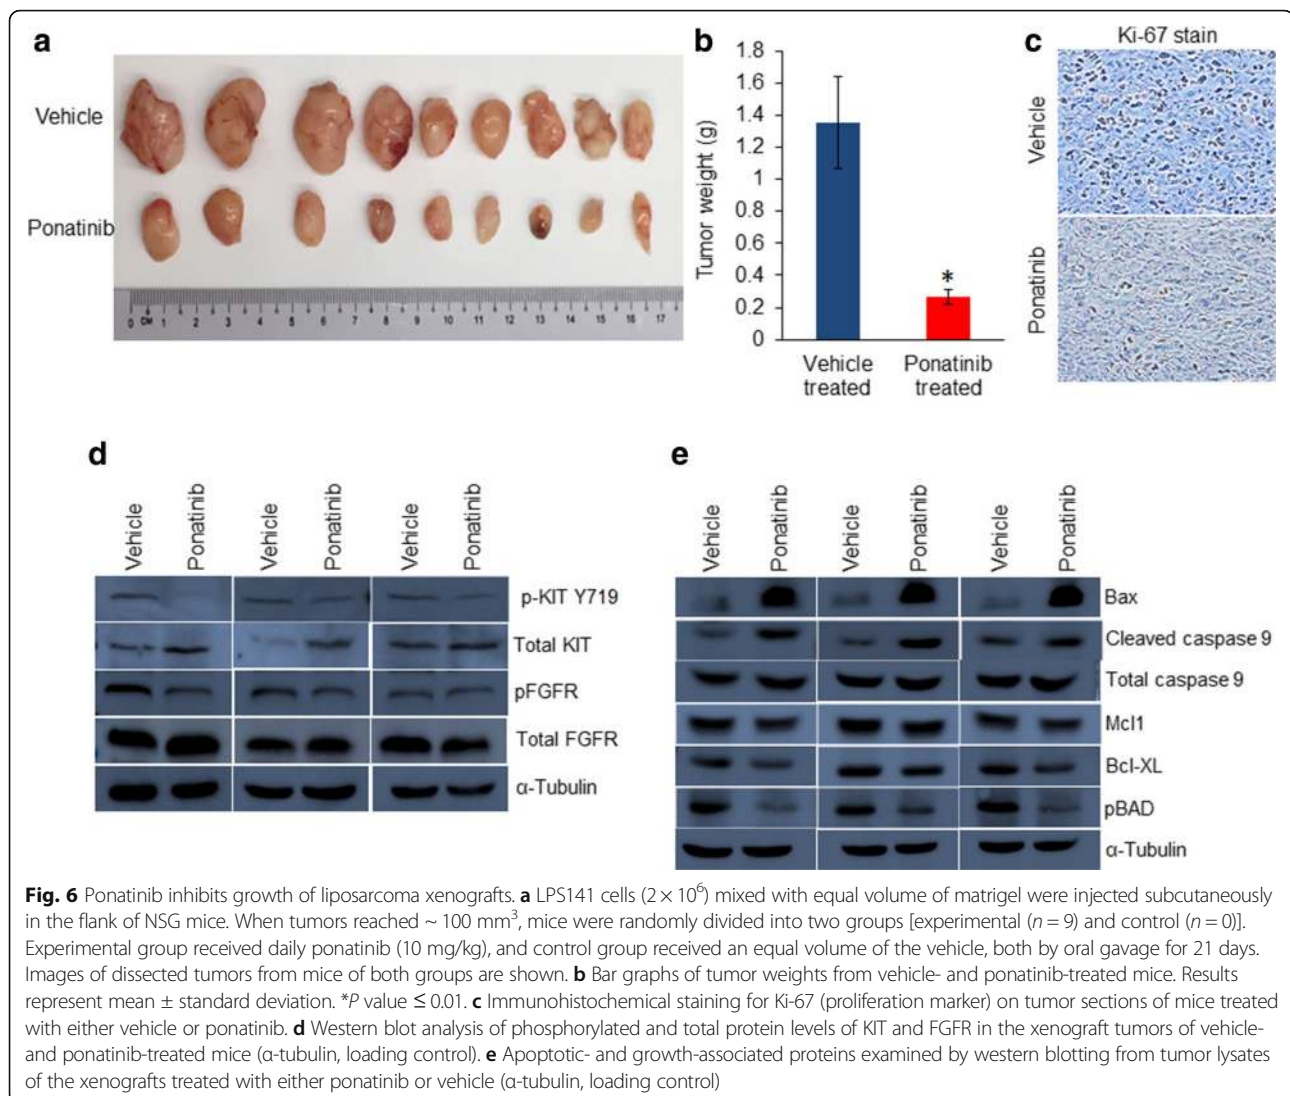 a
Vehicle
Ponatinib
0 CM 1 2 3 4 5 6 7 8 9 10 11 12 13 14 15 16 17
b
Tumor weight (g)
1.8
1.6
1.4
1.2
1
0.8
0.6
0.4
0.2
0
*
Vehicle
treated
Ponatinib
treated
c
Ki-67 stain
Vehicle
Ponatinib
d
Vehicle
Ponatinib
Vehicle
Ponatinib
Vehicle
Ponatinib
p-KIT Y719
Total KIT
pFGFR
Total FGFR
α-Tubulin
e
Vehicle
Ponatinib
Vehicle
Ponatinib
Vehicle
Ponatinib
Bax
Cleaved caspase 9
Total caspase 9
Mcl1
Bcl-XL
pBAD
α-Tubulin
Fig. 6 Ponatinib inhibits growth of liposarcoma xenografts. a LPS141 cells (2 × 10⁶) mixed with equal volume of matrigel were injected subcutaneously
in the flank of NSG mice. When tumors reached ~ 100 mm³, mice were randomly divided into two groups [experimental (n = 9) and control (n = 0)].
Experimental group received daily ponatinib (10 mg/kg), and control group received an equal volume of the vehicle, both by oral gavage for 21 days.
Images of dissected tumors from mice of both groups are shown. b Bar graphs of tumor weights from vehicle- and ponatinib-treated mice. Results
represent mean ± standard deviation. *P value ≤ 0.01. c Immunohistochemical staining for Ki-67 (proliferation marker) on tumor sections of mice treated
with either vehicle or ponatinib. d Western blot analysis of phosphorylated and total protein levels of KIT and FGFR in the xenograft tumors of vehicle-
and ponatinib-treated mice (α-tubulin, loading control). e Apoptotic- and growth-associated proteins examined by western blotting from tumor lysates
of the xenografts treated with either ponatinib or vehicle (α-tubulin, loading control)